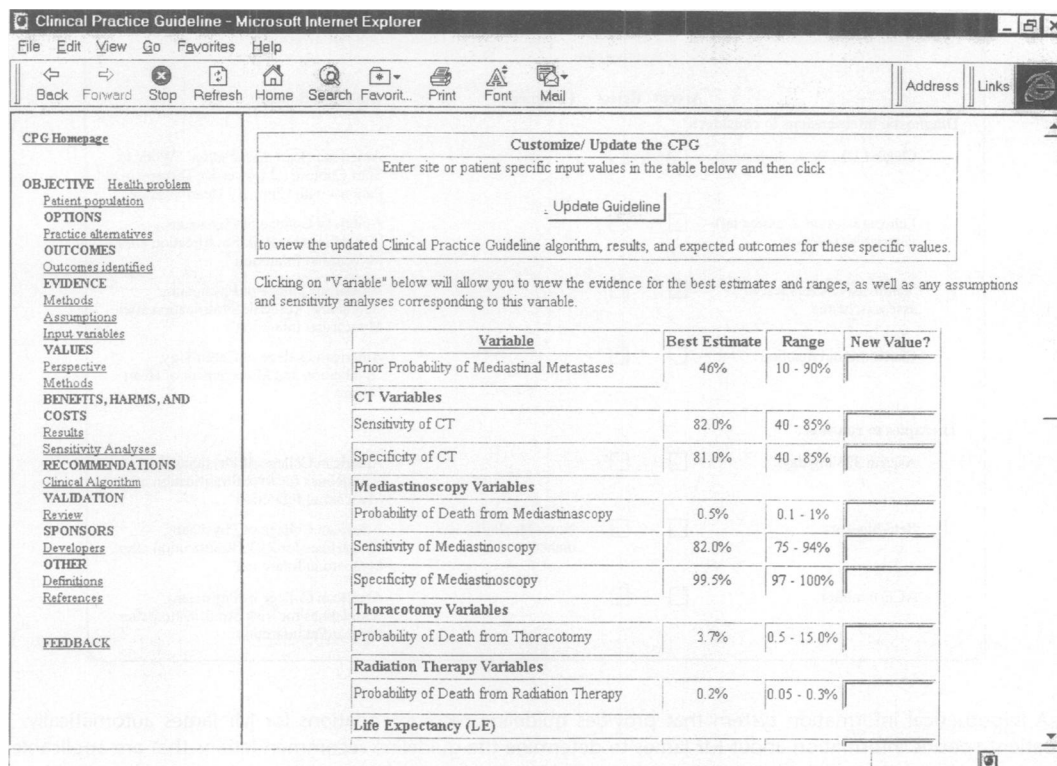 Clinical Practice Guideline - Microsoft Internet Explorer
File Edit View Go Favorites Help
Back Forward Stop Refresh Home Search Favorit... Print Font Mail Address Links
CPG Homepage
OBJECTIVE Health problem
Patient population
OPTIONS
Practice alternatives
OUTCOMES
Outcomes identified
EVIDENCE
Methods
Assumptions
Input variables
VALUES
Perspective
Methods
BENEFITS, HARMS, AND
COSTS
Results
Sensitivity Analyses
RECOMMENDATIONS
Clinical Algorithm
VALIDATION
Review
SPONSORS
Developers
OTHER
Definitions
References
FEEDBACK
Customize/ Update the CPG
Enter site or patient specific input values in the table below and then click
Update Guideline
to view the updated Clinical Practice Guideline algorithm, results, and expected outcomes for these specific values.
Clicking on "Variable" below will allow you to view the evidence for the best estimates and ranges, as well as any assumptions
and sensitivity analyses corresponding to this variable.
Variable Best Estimate Range New Value?
Prior Probability of Mediastinal Metastases 46% 10 - 90%
CT Variables
Sensitivity of CT 82.0% 40 - 85%
Specificity of CT 81.0% 40 - 85%
Mediastinoscopy Variables
Probability of Death from Mediastinascopy 0.5% 0.1 - 1%
Sensitivity of Mediastinoscopy 82.0% 75 - 94%
Specificity of Mediastinoscopy 99.5% 97 - 100%
Thoracotomy Variables
Probability of Death from Thoracotomy 3.7% 0.5 - 15.0%
Radiation Therapy Variables
Probability of Death from Radiation Therapy 0.2% 0.05 - 0.3%
Life Expectancy (LE)